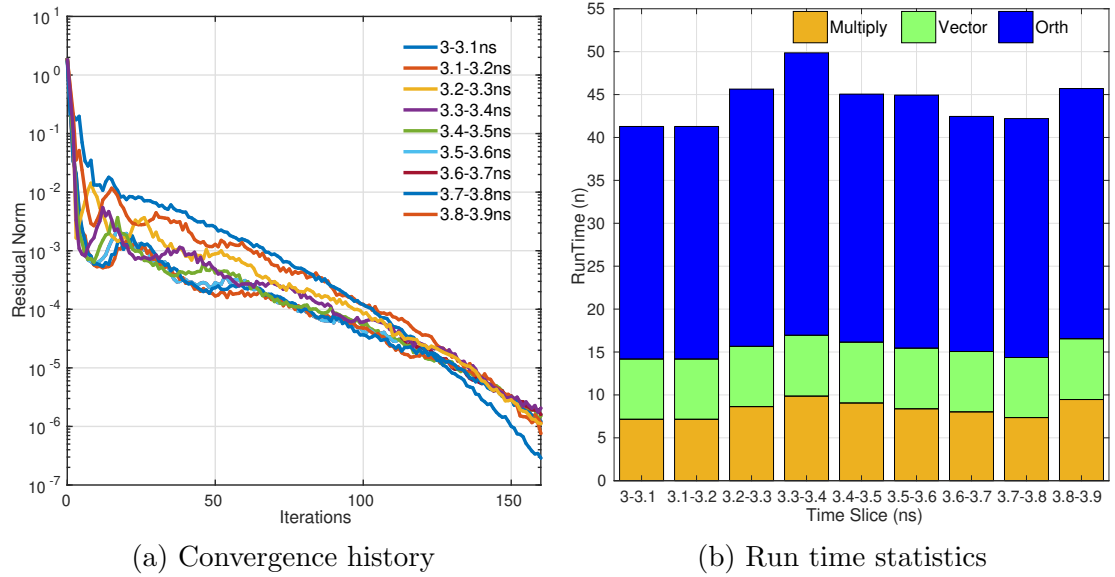 10^1
10^0
10^-1
10^-2
10^-3
10^-4
10^-5
10^-6
10^-7
Residual Norm
0
50
100
150
Iterations
3-3.1ns
3.1-3.2ns
3.2-3.3ns
3.3-3.4ns
3.4-3.5ns
3.5-3.6ns
3.6-3.7ns
3.7-3.8ns
3.8-3.9ns
(a) Convergence history
Multiply Vector Orth
55
50
45
40
35
30
25
20
15
10
5
0
RunTime (n)
3-3.1 3.1-3.2 3.2-3.3 3.3-3.4 3.4-3.5 3.5-3.6 3.6-3.7 3.7-3.8 3.8-3.9
Time Slice (ns)
(b) Run time statistics